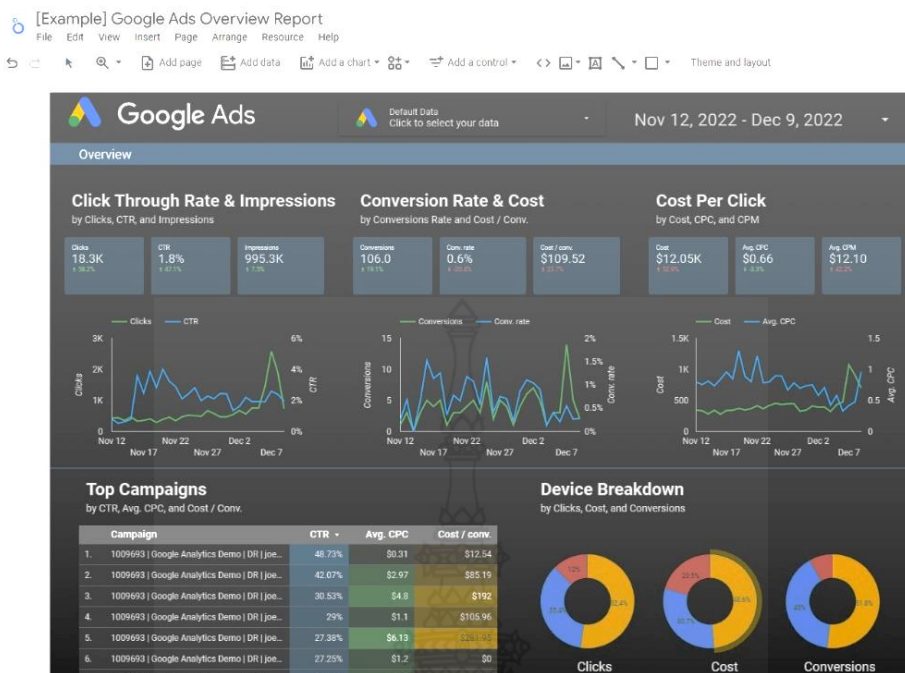 [Example] Google Ads Overview Report
File Edit View Insert Page Arrange Resource Help
Add page Add data Add a chart Add a control Theme and layout
Google Ads
Default Data
Click to select your data
Nov 12, 2022 - Dec 9, 2022
Overview
Click Through Rate & Impressions
by Clicks, CTR, and Impressions
Clicks
18.3K
CTR
1.8%
Impressions
995.3K
Conversion Rate & Cost
by Conversions Rate and Cost / Conv.
Conversions
106.0
Conv. rate
0.6%
Cost / conv.
$109.52
Cost Per Click
by Cost, CPC, and CPM
Cost
$12.05K
Avg. CPC
$0.66
Avg. CPM
$12.10
Clicks CTR
3K 6%
2K 4%
1K 2%
0 0%
Clicks
CTR
Nov 12 Nov 22 Dec 2
Nov 17 Nov 27 Dec 7
Conversions Conv. rate
15 2%
1.5%
10
1%
5
0.5%
0 0%
Conversions
Conv. rate
Nov 12 Nov 22 Dec 2
Nov 17 Nov 27 Dec 7
Cost Avg. CPC
1.5K 1.5
1K 1
500 0.5
0 0
Cost
Avg. CPC
Nov 12 Nov 22 Dec 2
Nov 17 Nov 27 Dec 7
Top Campaigns
by CTR, Avg. CPC, and Cost / Conv.
Campaign CTR Avg. CPC Cost / conv.
1. 1009693 | Google Analytics Demo | DR | joe... 48.73% $0.31 $12.54
2. 1009693 | Google Analytics Demo | DR | joe... 42.07% $2.97 $85.19
3. 1009693 | Google Analytics Demo | DR | joe... 30.53% $4.8 $192
4. 1009693 | Google Analytics Demo | DR | joe... 29% $1.1 $105.96
5. 1009693 | Google Analytics Demo | DR | joe... 27.38% $6.13
6. 1009693 | Google Analytics Demo | DR | joe... 27.25% $1.2 $0
Device Breakdown
by Clicks, Cost, and Conversions
12%
Clicks
Cost
Conversions